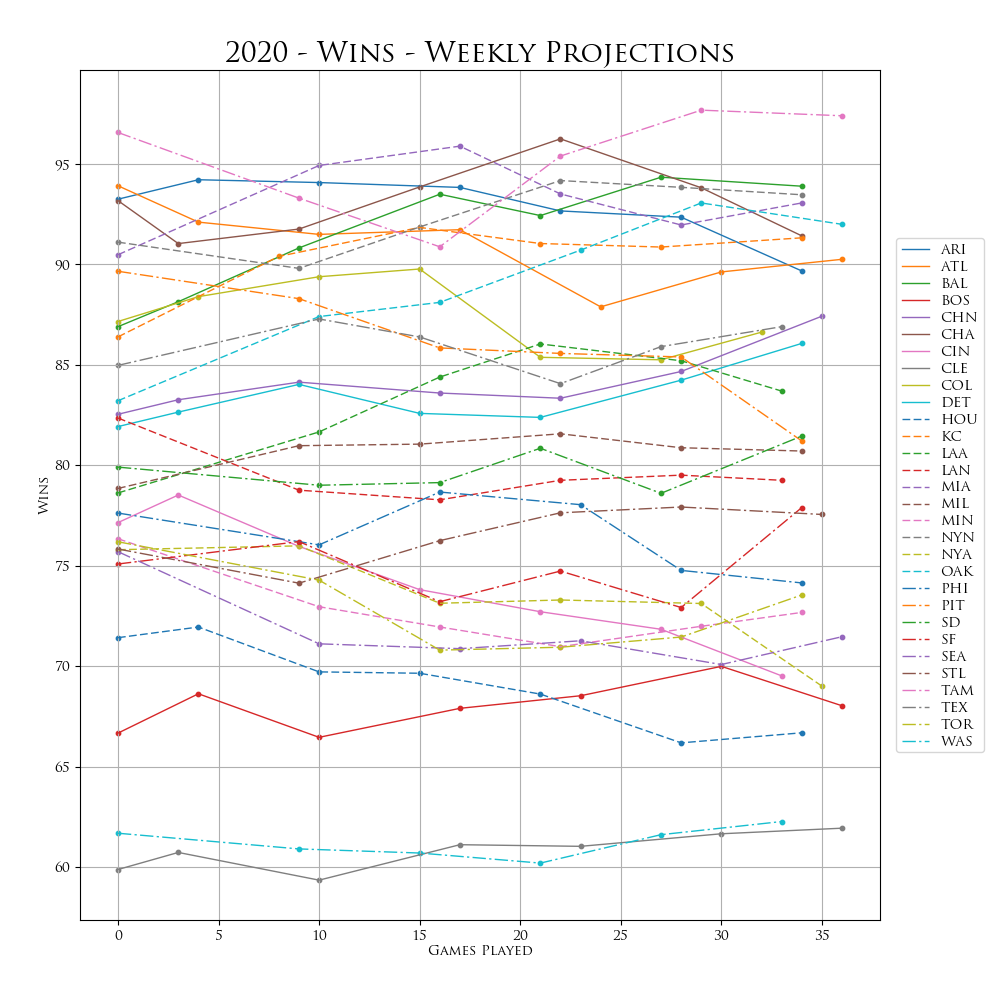 2020 - Wins - Weekly Projections
95
90
85
80
75
70
65
60
Wins
0 5 10 15 20 25 30 35
Games Played
ARI
ATL
BAL
BOS
CHN
CHA
CIN
CLE
COL
DET
HOU
KC
LAA
LAN
MIA
MIL
MIN
NYN
NYA
OAK
PHI
PIT
SD
SF
SEA
STL
TAM
TEX
TOR
WAS